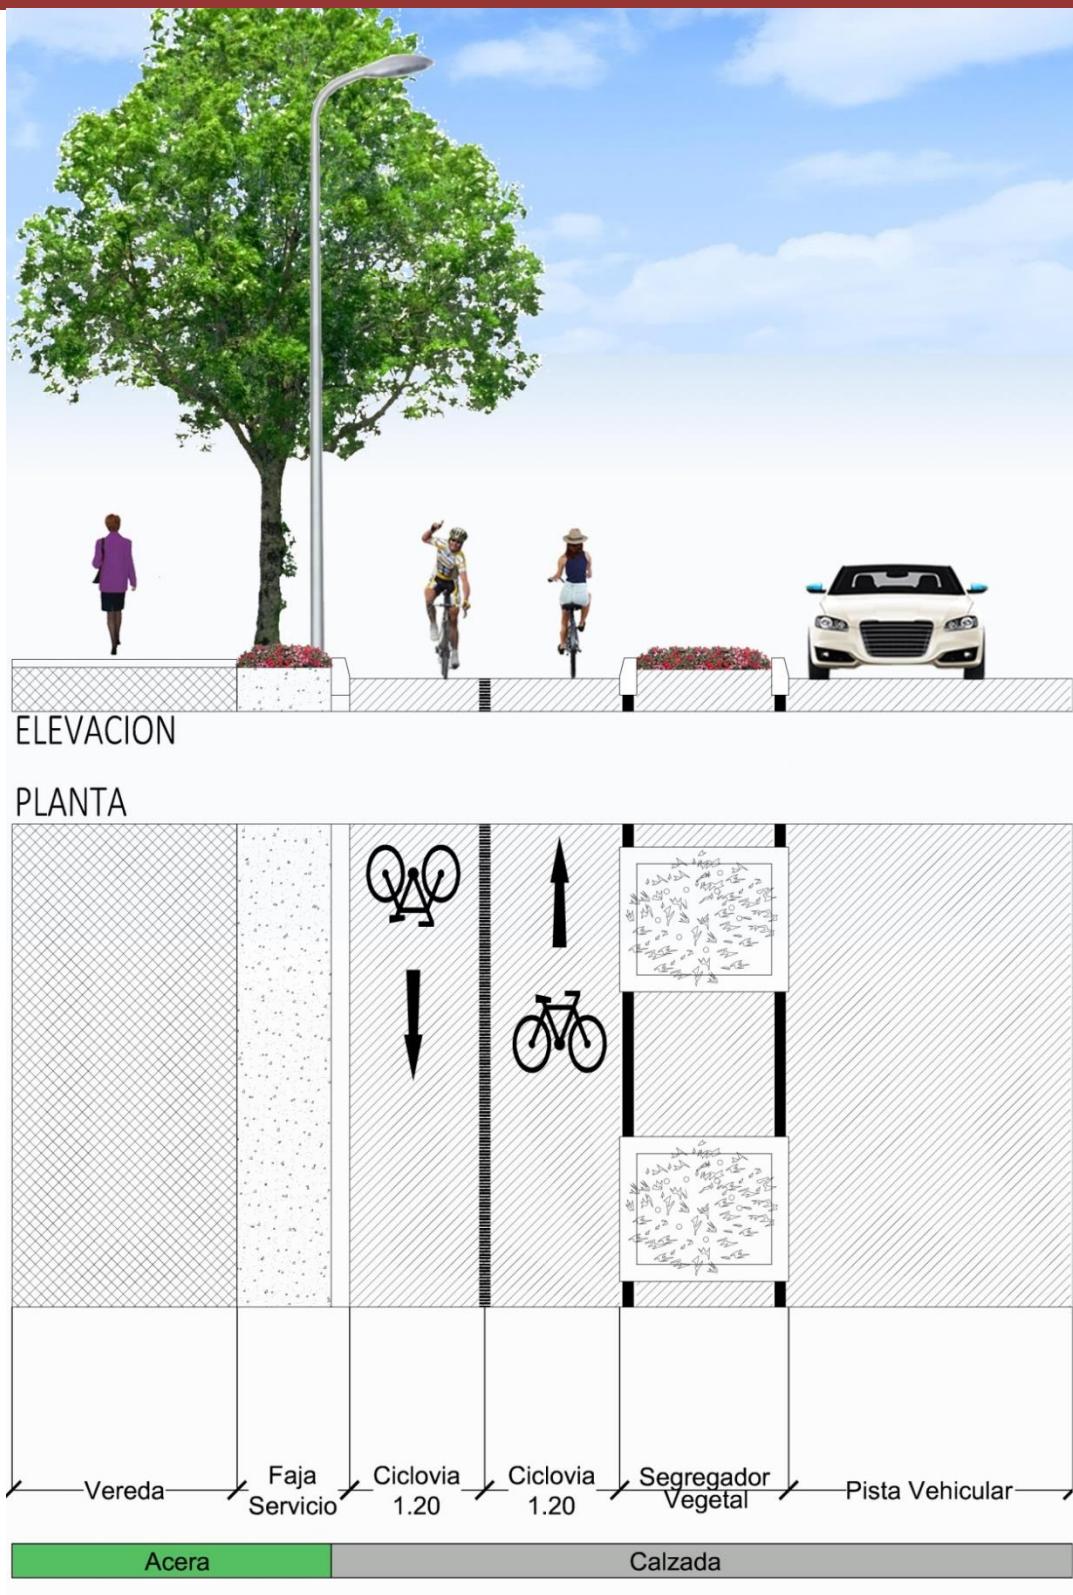 ELEVACION
PLANTA
Vereda
Faja
Servicio
Ciclovia
1.20
Ciclovia
1.20
Segregador
Vegetal
Pista Vehicular
Acera
Calzada